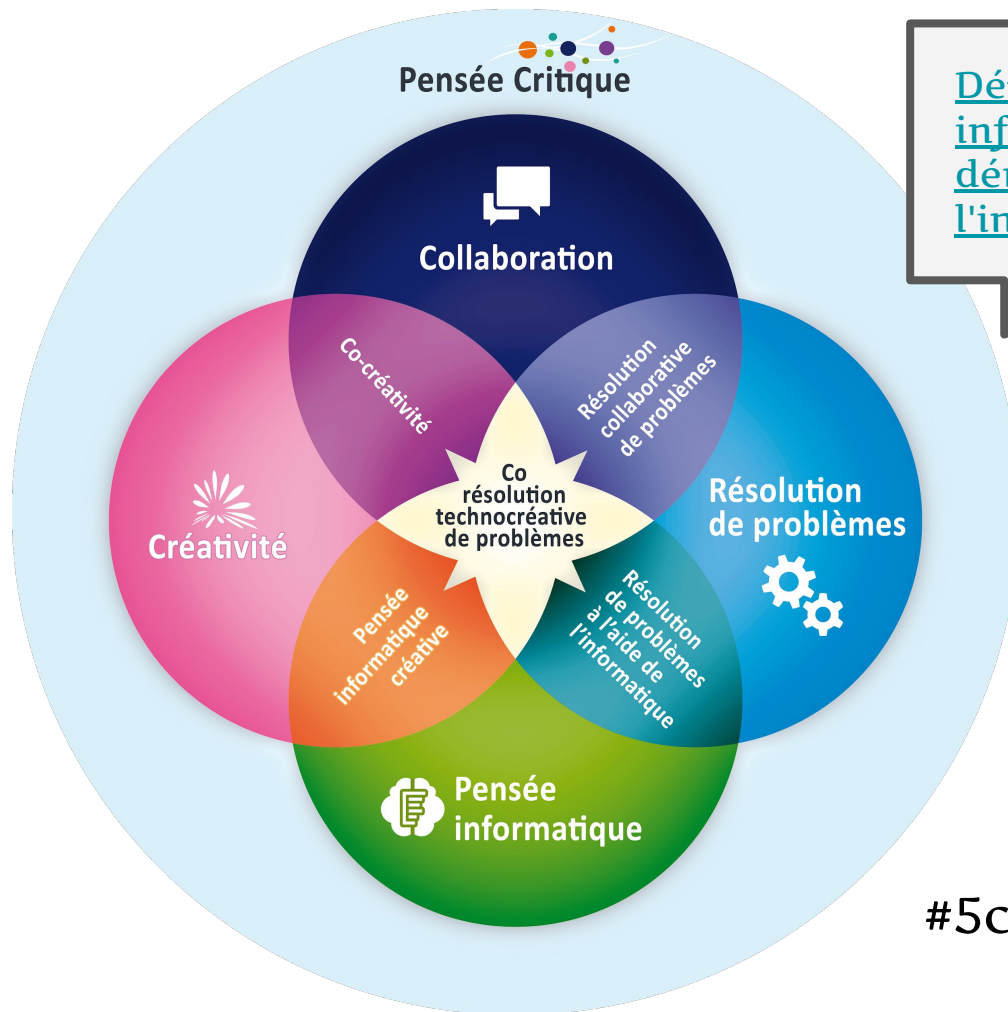 Pensée Critique
Collaboration
Co-créativité
Résolution
collaborative
de problèmes
Créativité
Co
résolution
technocréative
de problèmes
Résolution
de problèmes
Pensée
informatique
créative
Résolution
de problèmes
à l'aide de
l'informatique
Pensée
informatique